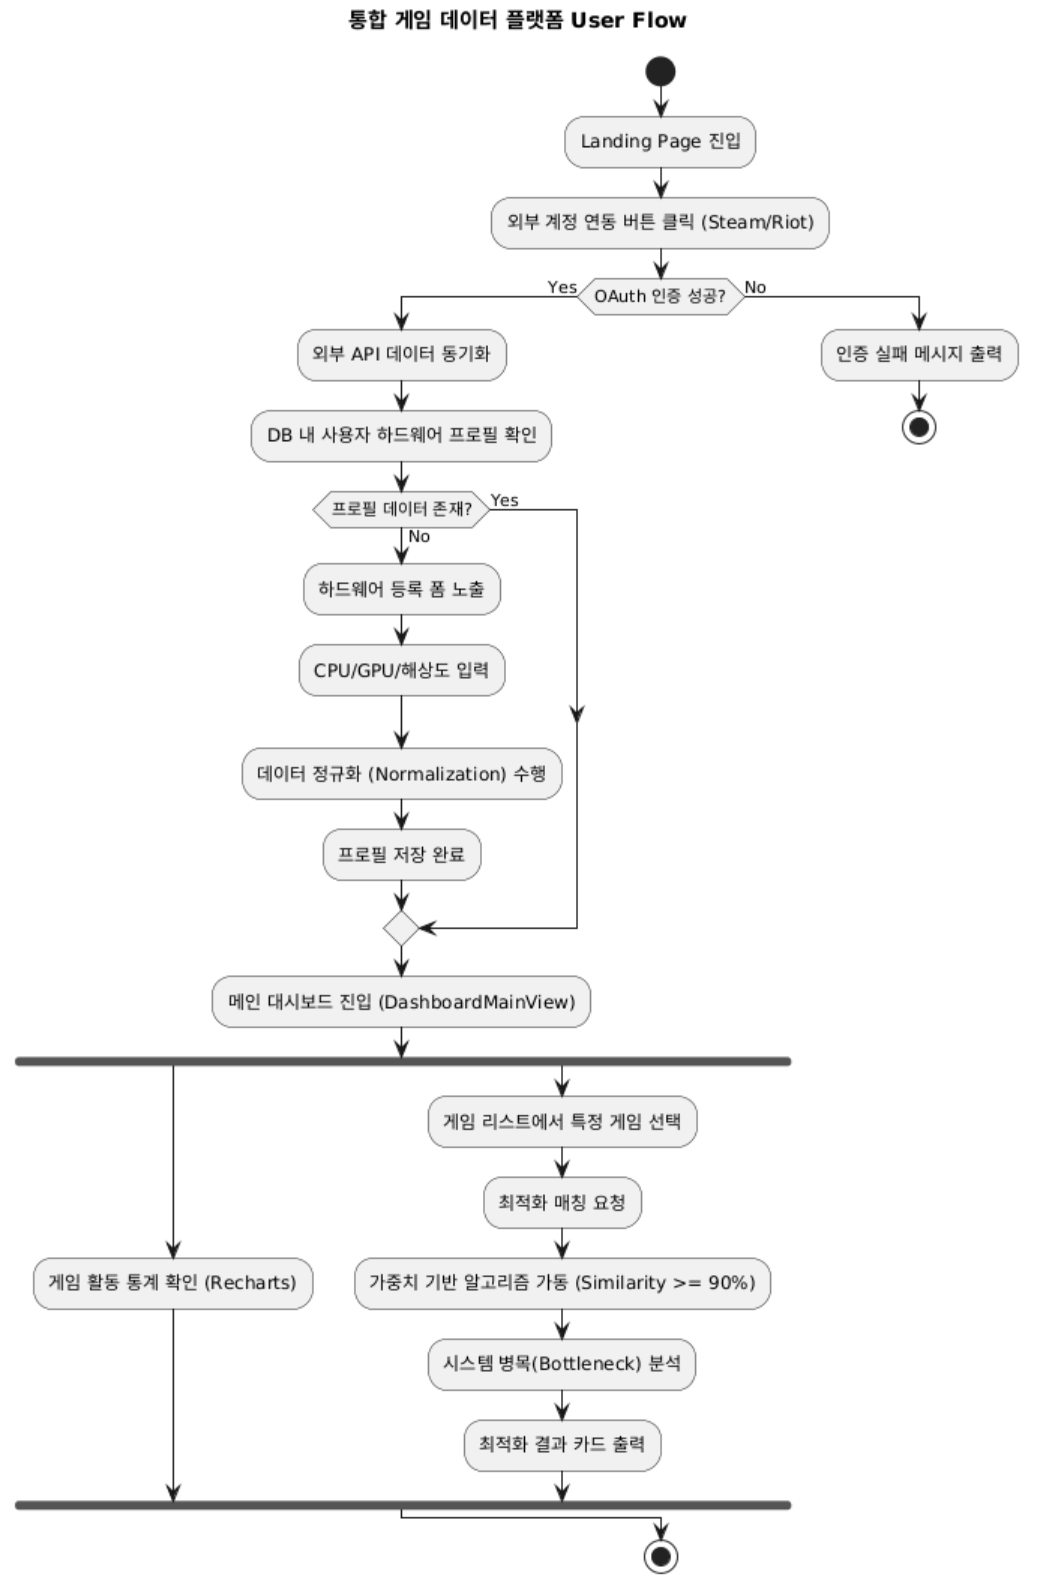 통합 게임 데이터 플랫폼 User Flow
Landing Page 진입
외부 계정 연동 버튼 클릭 (Steam/Riot)
OAuth 인증 성공?
Yes
No
외부 API 데이터 동기화
인증 실패 메시지 출력
DB 내 사용자 하드웨어 프로필 확인
프로필 데이터 존재?
Yes
No
하드웨어 등록 폼 노출
CPU/GPU/해상도 입력
데이터 정규화 (Normalization) 수행
프로필 저장 완료
메인 대시보드 진입 (DashboardMainView)
게임 리스트에서 특정 게임 선택
최적화 매칭 요청
게임 활동 통계 확인 (Recharts)
가중치 기반 알고리즘 가동 (Similarity >= 90%)
시스템 병목(Bottleneck) 분석
최적화 결과 카드 출력